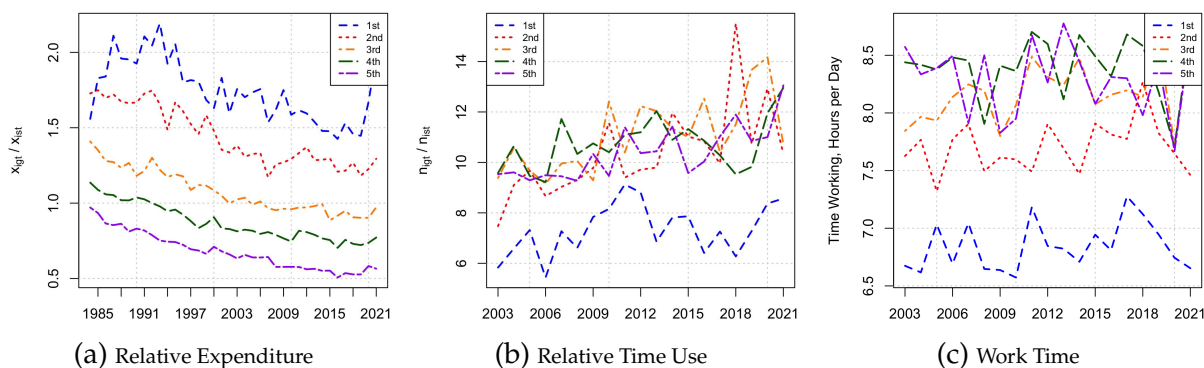 x_igt / x_ist
2.0
1.5
1.0
0.5
1st
2nd
3rd
4th
5th
1985 1991 1997 2003 2009 2015 2021
(a) Relative Expenditure
n_igt / n_ist
14
12
10
8
6
1st
2nd
3rd
4th
5th
2003 2006 2009 2012 2015 2018 2021
(b) Relative Time Use
Time Working, Hours per Day
8.5
8.0
7.5
7.0
6.5
1st
2nd
3rd
4th
5th
2003 2006 2009 2012 2015 2018 2021
(c) Work Time